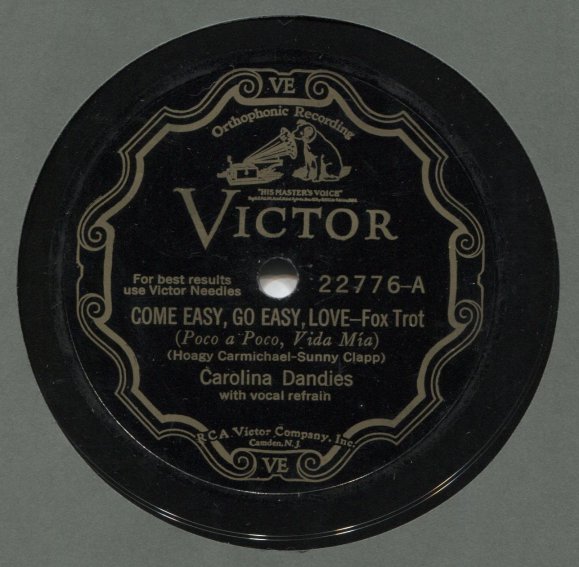 VE
Orthophonic Recording
"HIS MASTER'S VOICE"
VICTOR
For best results
use Victor Needles
22776-A
COME EASY, GO EASY, LOVE—Fox Trot
(Poco a Poco, Vida Mía)
(Hoagy Carmichael-Sunny Clapp)
Carolina Dandies
with vocal refrain
RCA Victor Company, Inc.
Camden, N.J.
VE